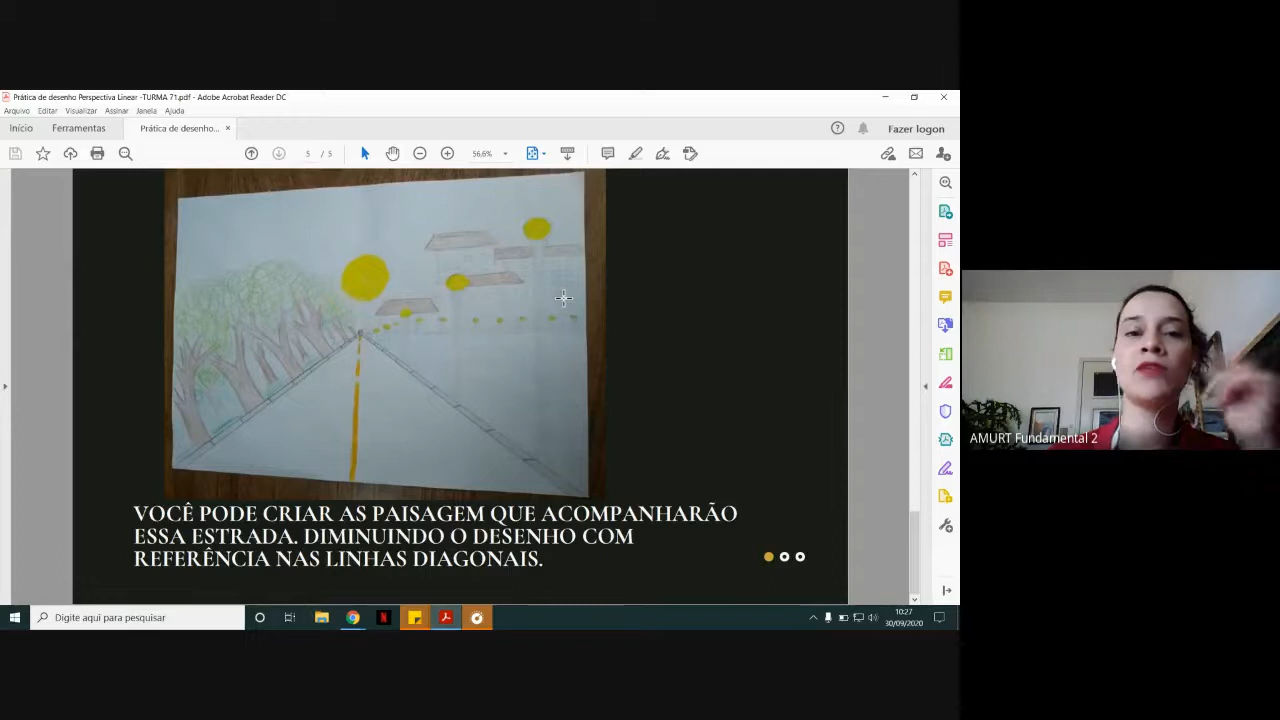 Prática de desenho Perspectiva Linear -TURMA 71.pdf - Adobe Acrobat Reader DC
Arquivo Editar Visualizar Assinar Janela Ajuda
Início Ferramentas Prática de desenho... × Fazer logon
5 / 5 56,6%
VOCÊ PODE CRIAR AS PAISAGEM QUE ACOMPANHARÃO
ESSA ESTRADA. DIMINUINDO O DESENHO COM
REFERÊNCIA NAS LINHAS DIAGONAIS.
AMURT Fundamental 2
Digite aqui para pesquisar
10:27
30/09/2020